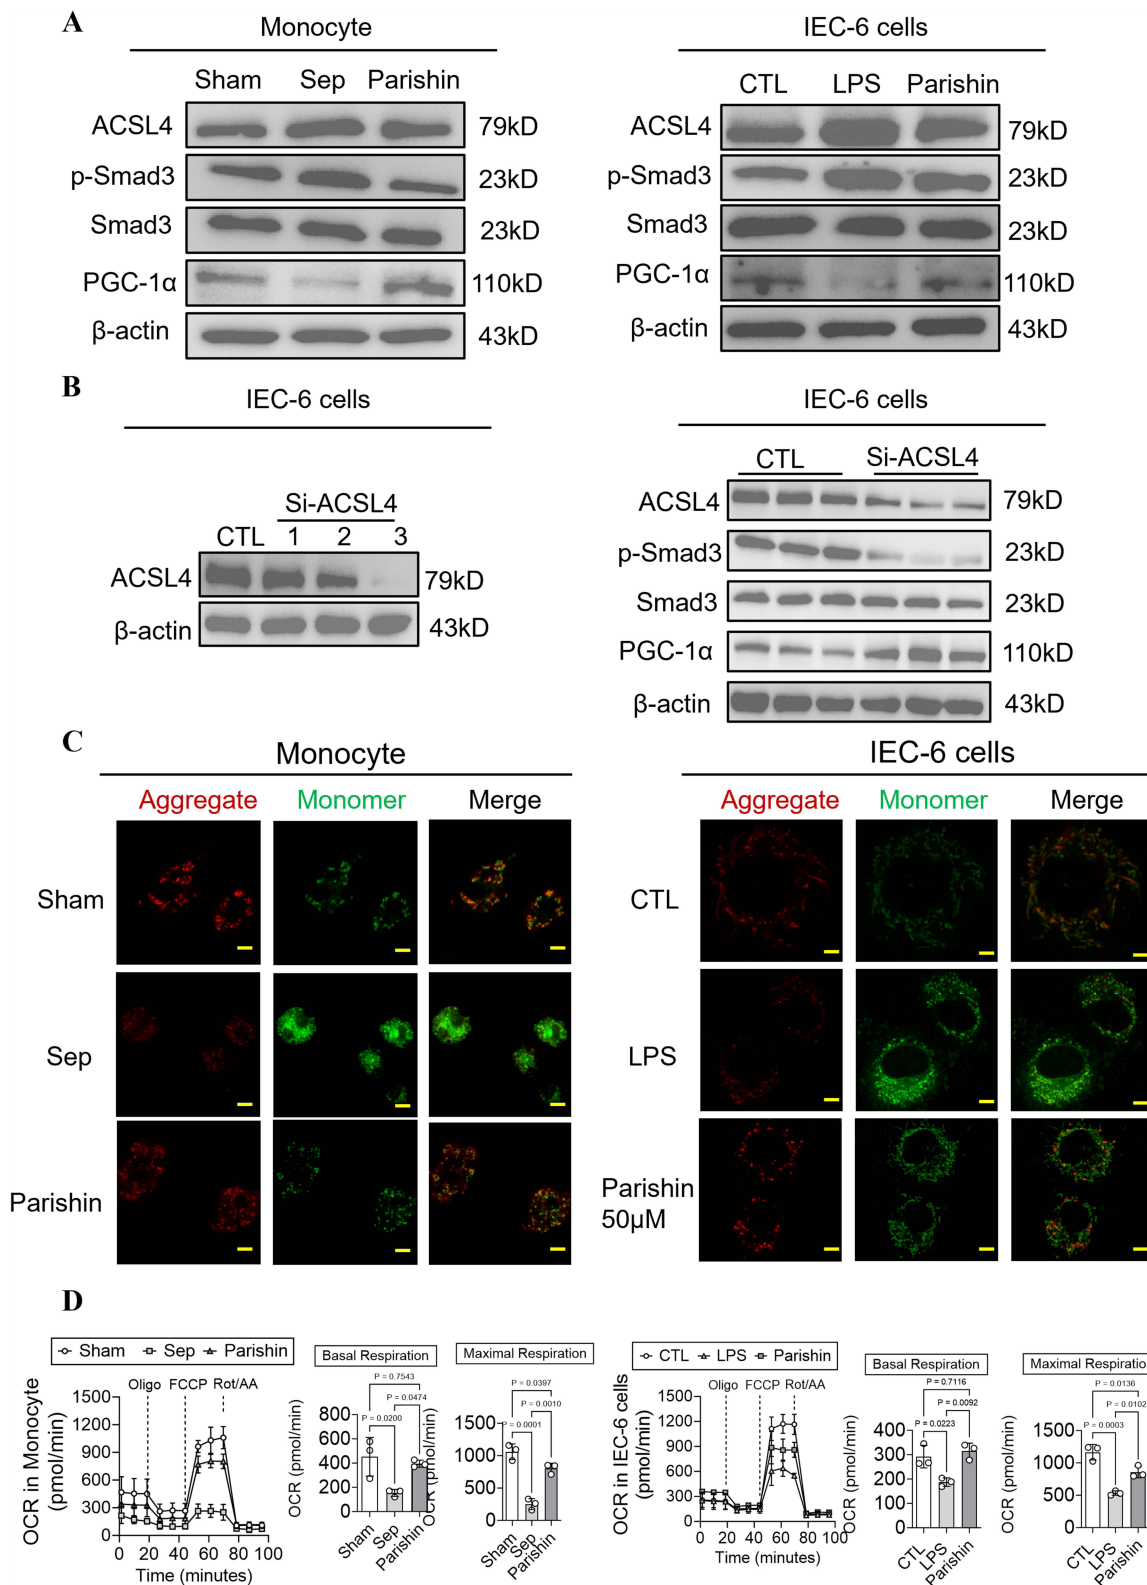 A
Monocyte
Sham Sep Parishin
ACSL4 79kD
p-Smad3 23kD
Smad3 23kD
PGC-1α 110kD
β-actin 43kD
IEC-6 cells
CTL LPS Parishin
ACSL4 79kD
p-Smad3 23kD
Smad3 23kD
PGC-1α 110kD
β-actin 43kD
B
IEC-6 cells
Si-ACSL4
CTL 1 2 3
ACSL4 79kD
β-actin 43kD
IEC-6 cells
CTL Si-ACSL4
ACSL4 79kD
p-Smad3 23kD
Smad3 23kD
PGC-1α 110kD
β-actin 43kD
C
Monocyte
Aggregate Monomer Merge
Sham
Sep
Parishin
IEC-6 cells
Aggregate Monomer Merge
CTL
LPS
Parishin
50μM
D
Sham Sep Parishin
Oligo FCCP Rot/AA
OCR in Monocyte
(pmol/min)
1500
1200
900
600
300
0
0 20 40 60 80 100
Time (minutes)
Basal Respiration
P = 0.7543
P = 0.0474
P = 0.0200
OCR (pmol/min)
800
600
400
200
0
Sham
Sep
Parishin
Maximal Respiration
P = 0.0397
P = 0.0010
P = 0.0001
OCR (pmol/min)
1500
1000
500
0
Sham
Sep
Parishin
CTL LPS Parishin
Oligo FCCP Rot/AA
OCR in IEC-6 cells
(pmol/min)
1500
1200
900
600
300
0
0 20 40 60 80 100
Time (minutes)
Basal Respiration
P = 0.7116
P = 0.0092
P = 0.0223
OCR (pmol/min)
400
300
200
100
0
CTL
LPS
Parishin
Maximal Respiratio
P = 0.0136
P = 0.0102
P = 0.0003
OCR (pmol/min)
1500
1000
500
0
CTL
LPS
Parishin